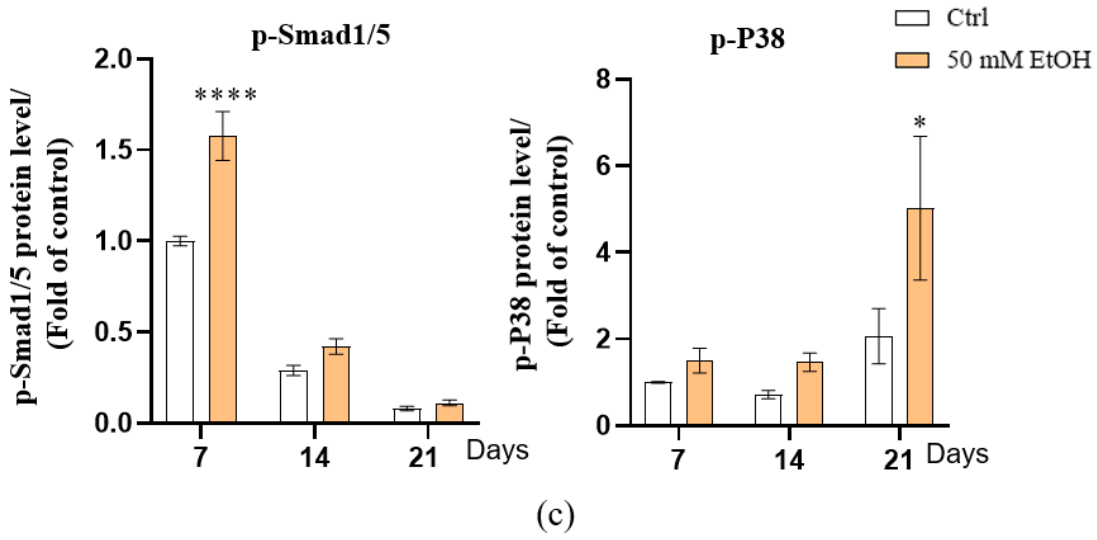 p-Smad1/5
p-Smad1/5 protein level/
(Fold of control)
2.0
1.5
1.0
0.5
0.0
****
7
14
21
Days
p-P38
p-P38 protein level/
(Fold of control)
8
6
4
2
0
*
7
14
21
Days
Ctrl
50 mM EtOH
(c)